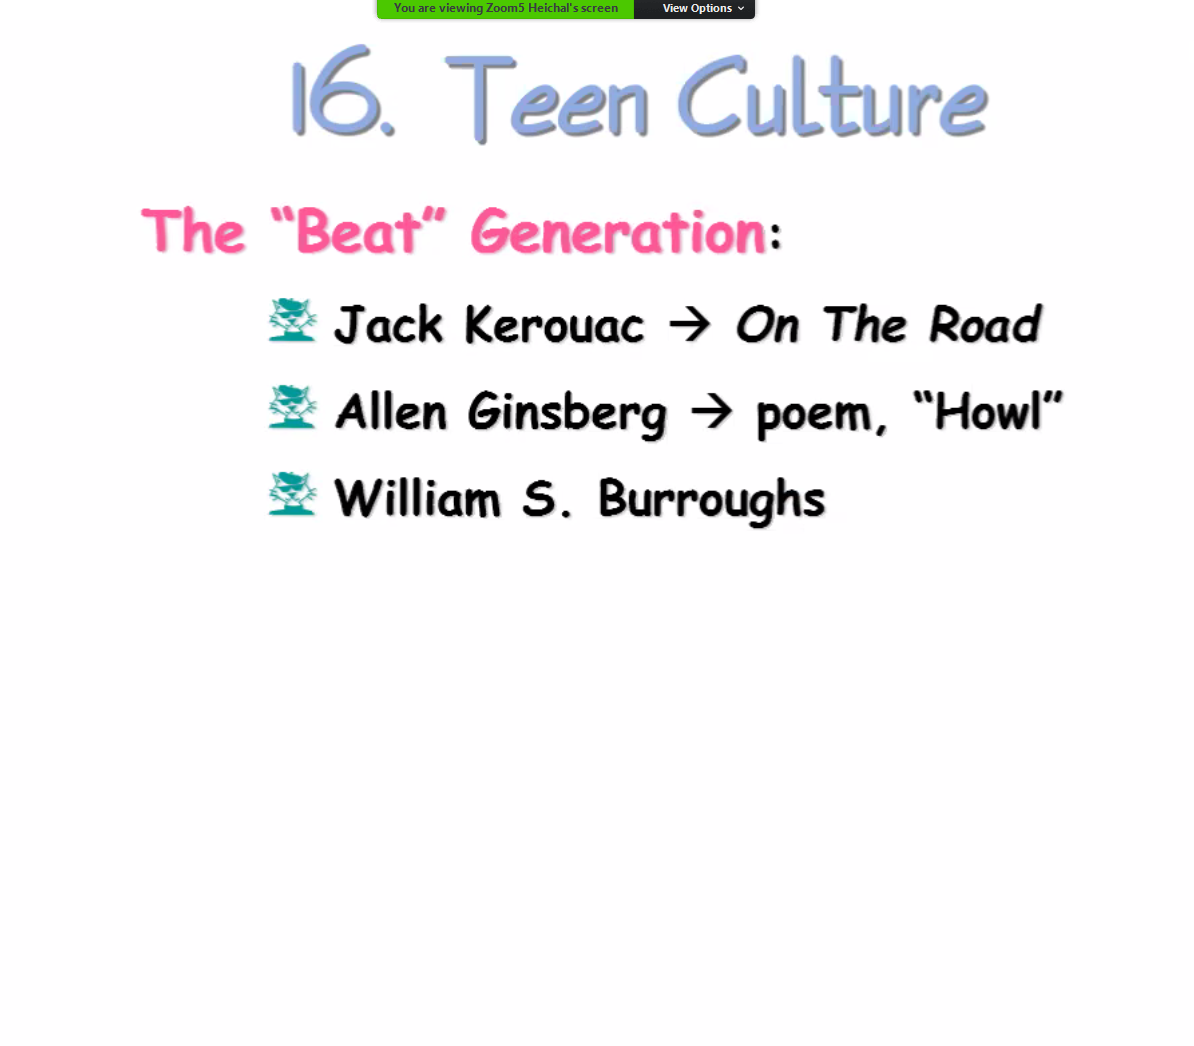 You are viewing Zoom5 Heichal's screen View Options
16. Teen Culture
The “Beat” Generation:
Jack Kerouac → On The Road
Allen Ginsberg → poem, “Howl”
William S. Burroughs